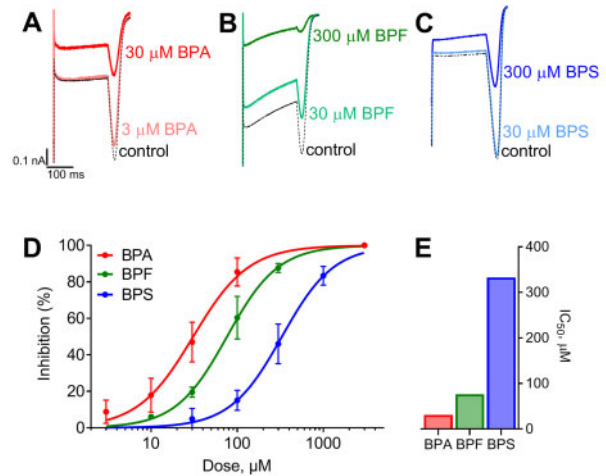 A
30 μM BPA
3 μM BPA
control
0.1 nA
100 ms
B
300 μM BPF
30 μM BPF
control
C
300 μM BPS
30 μM BPS
control
D
BPA
BPF
BPS
Inhibition (%)
100
80
60
40
20
0
10
100
1000
Dose, μM
E
400
300
200
100
0
IC50, μM
BPA BPF BPS